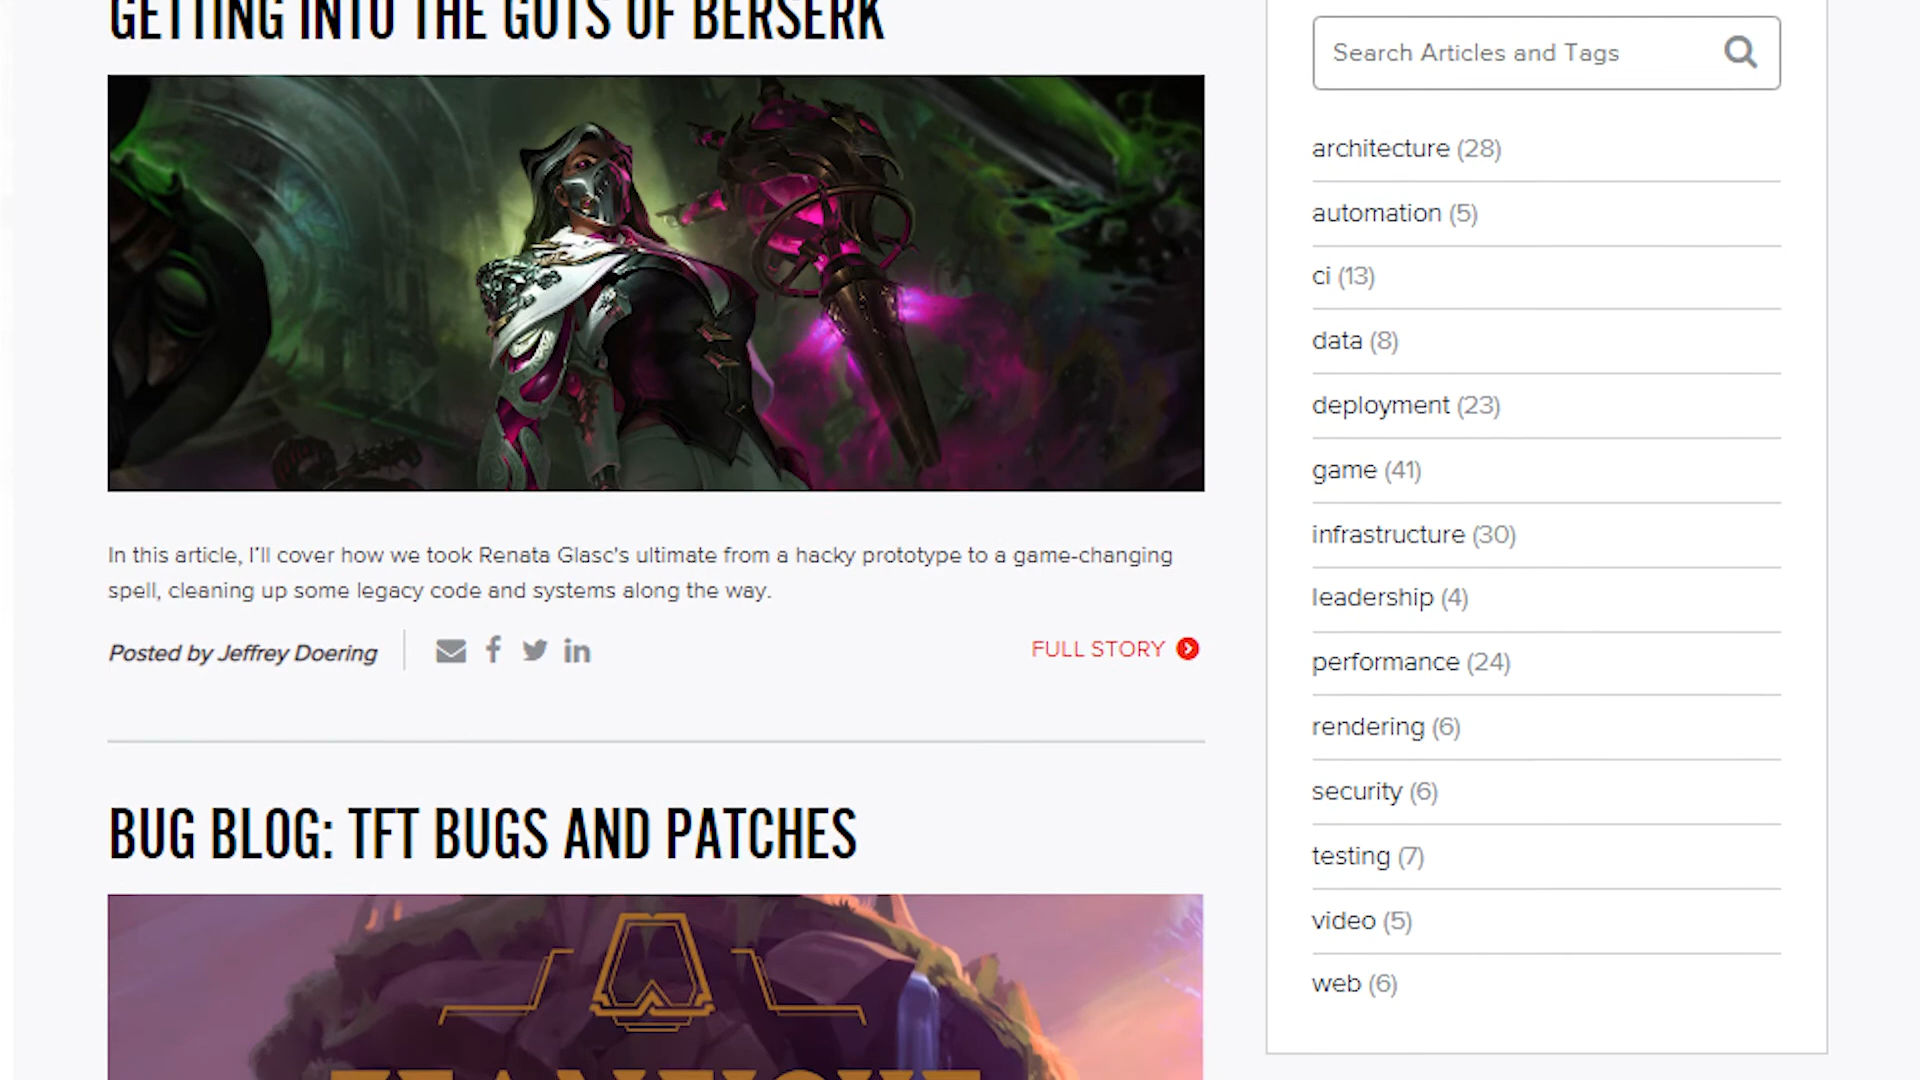 GETTING INTO THE GUTS OF BERSERK
In this article, I'll cover how we took Renata Glasc's ultimate from a hacky prototype to a game-changing
spell, cleaning up some legacy code and systems along the way.
Posted by Jeffrey Doering
FULL STORY
BUG BLOG: TFT BUGS AND PATCHES
Search Articles and Tags
architecture (28)
automation (5)
ci (13)
data (8)
deployment (23)
game (41)
infrastructure (30)
leadership (4)
performance (24)
rendering (6)
security (6)
testing (7)
video (5)
web (6)